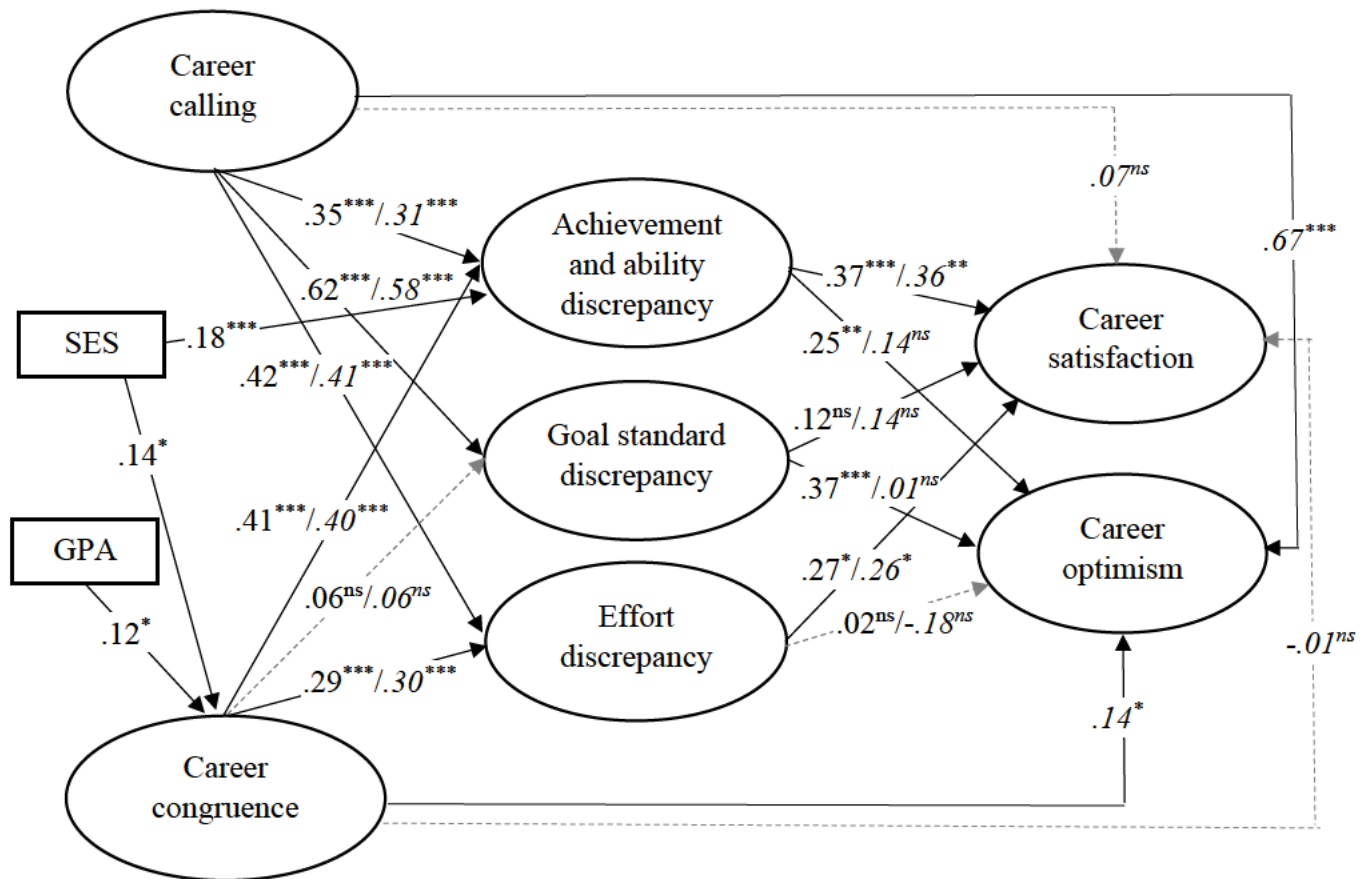 Career
calling
.07ⁿˢ
.35***/.31***
Achievement
and ability
discrepancy
.67***
.37***/.36**
.62***/.58***
SES
.18***
Career
satisfaction
.25**/.14ⁿˢ
.42***/.41***
.12ⁿˢ/.14ⁿˢ
Goal standard
discrepancy
.14*
.37***/.01ⁿˢ
.41***/.40***
GPA
Career
optimism
.27*/.26*
.06ⁿˢ/.06ⁿˢ
Effort
discrepancy
.02ⁿˢ/-.18ⁿˢ
.12*
-.01ⁿˢ
.29***/.30***
.14*
Career
congruence